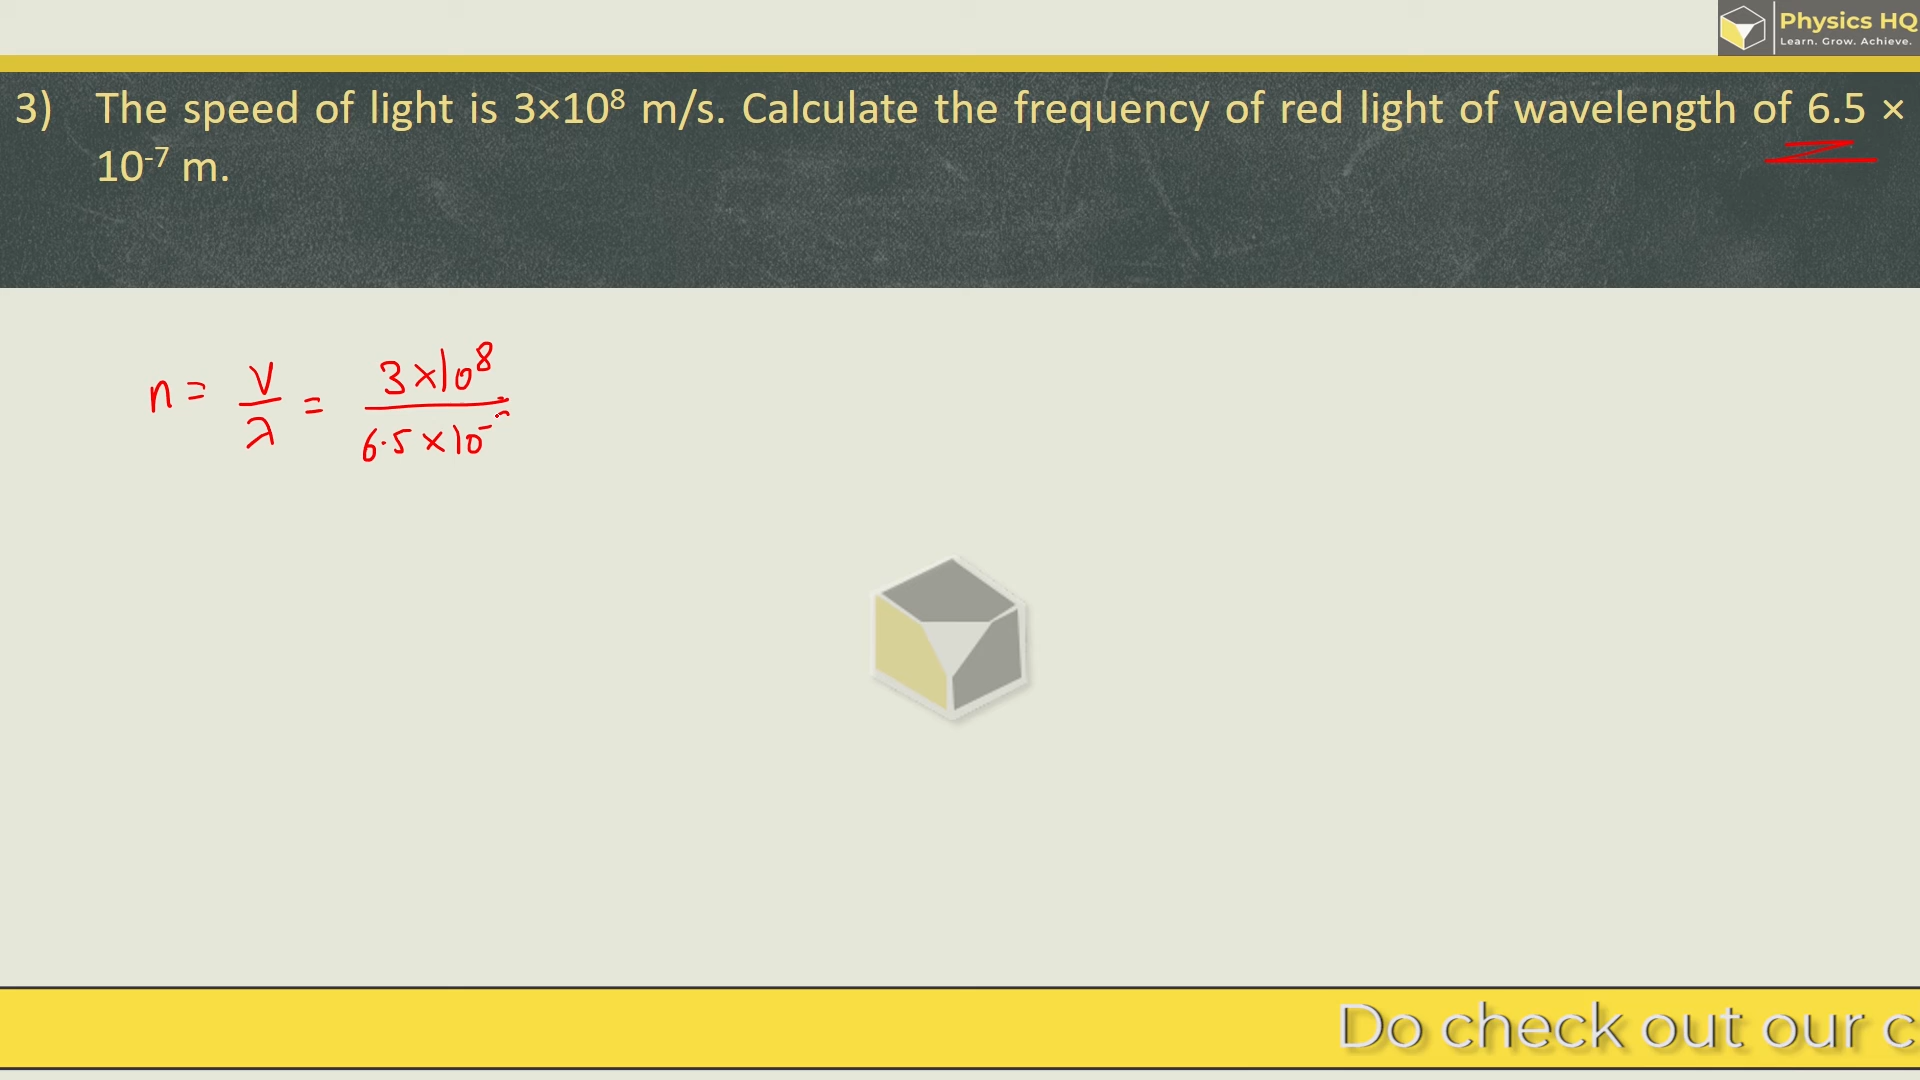 Physics HQ
Learn. Grow. Achieve.
3) The speed of light is 3×10⁸ m/s. Calculate the frequency of red light of wavelength of 6.5 ×
10⁻⁷ m.
n = v/λ = 3×10⁸/6.5×10⁻
Do check out our c